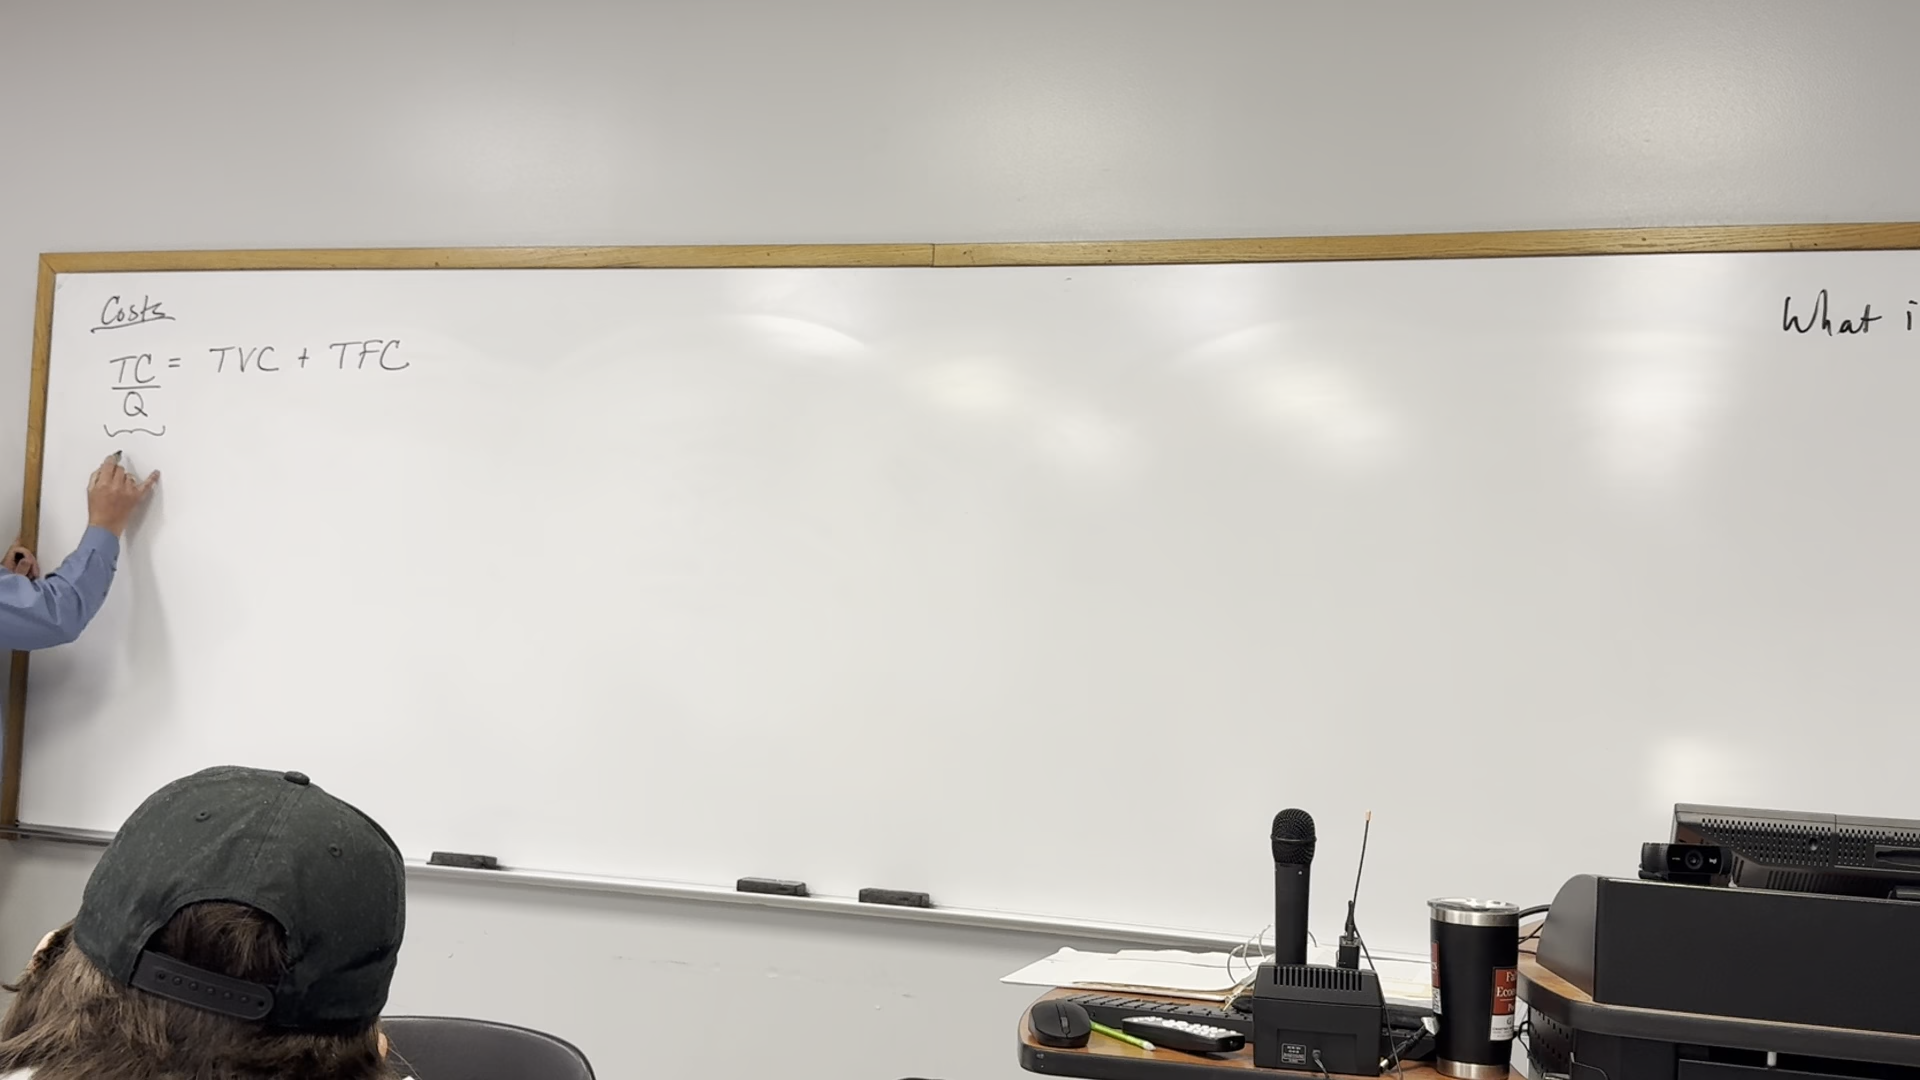 Costs
TC = TVC + TFC
Q
What i